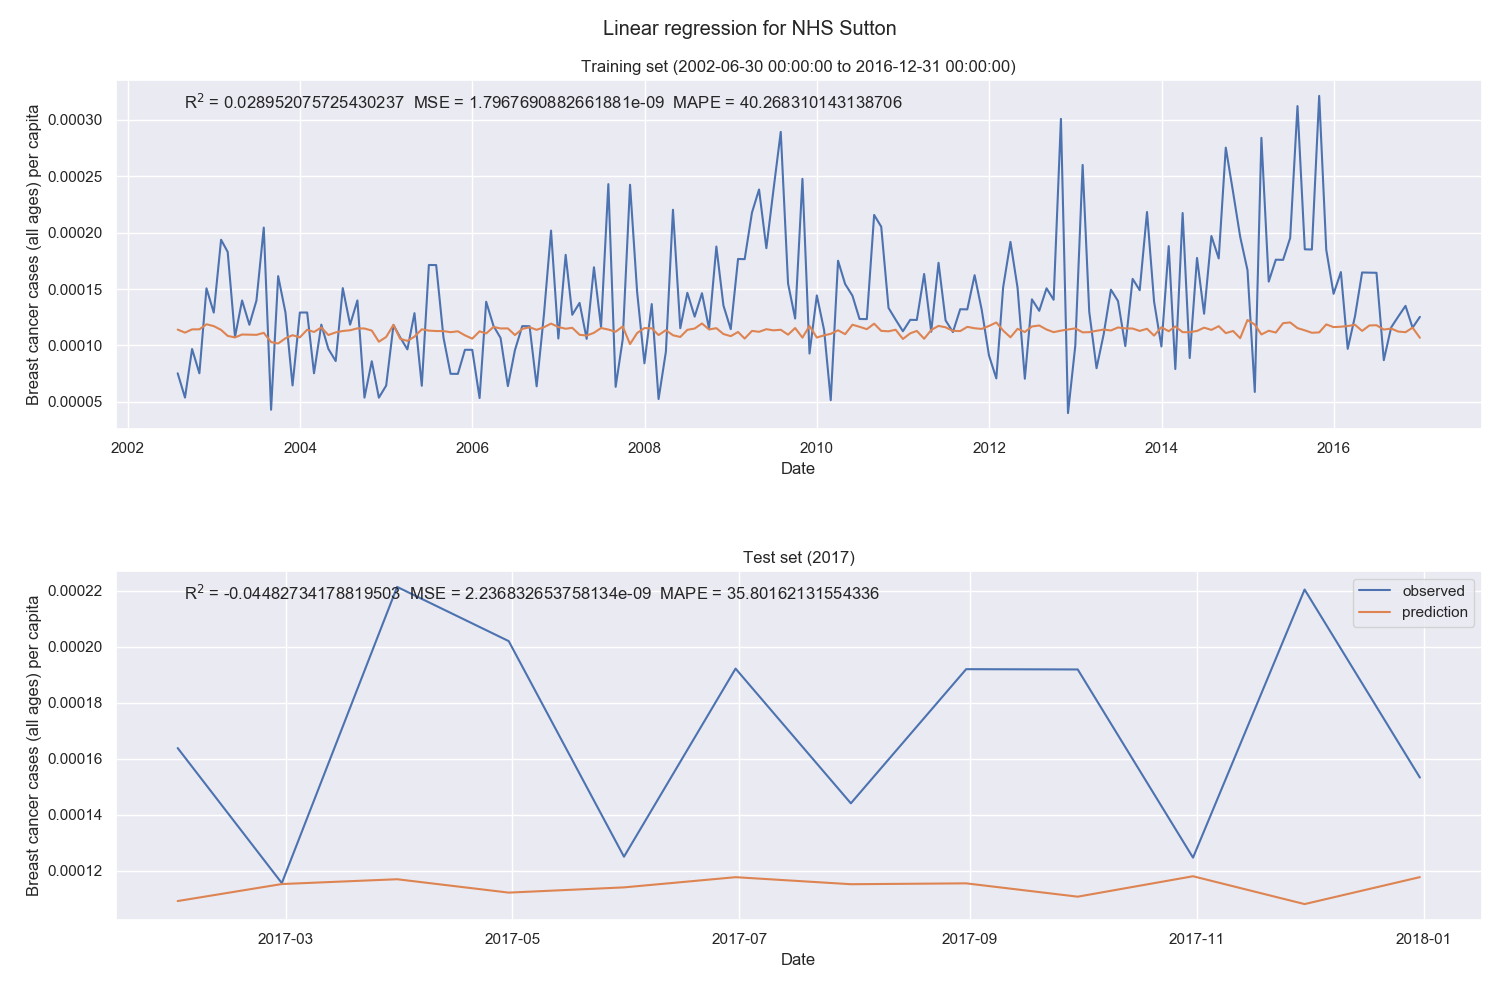 Linear regression for NHS Sutton
Training set (2002-06-30 00:00:00 to 2016-12-31 00:00:00)
R² = 0.028952075725430237 MSE = 1.7967690882661881e-09 MAPE = 40.268310143138706
Breast cancer cases (all ages) per capita
0.00030
0.00025
0.00020
0.00015
0.00010
0.00005
2002 2004 2006 2008 2010 2012 2014 2016
Date
Test set (2017)
R² = -0.04482734178819503 MSE = 2.236832653758134e-09 MAPE = 35.80162131554336
observed
prediction
Breast cancer cases (all ages) per capita
0.00022
0.00020
0.00018
0.00016
0.00014
0.00012
2017-03 2017-05 2017-07 2017-09 2017-11 2018-01
Date